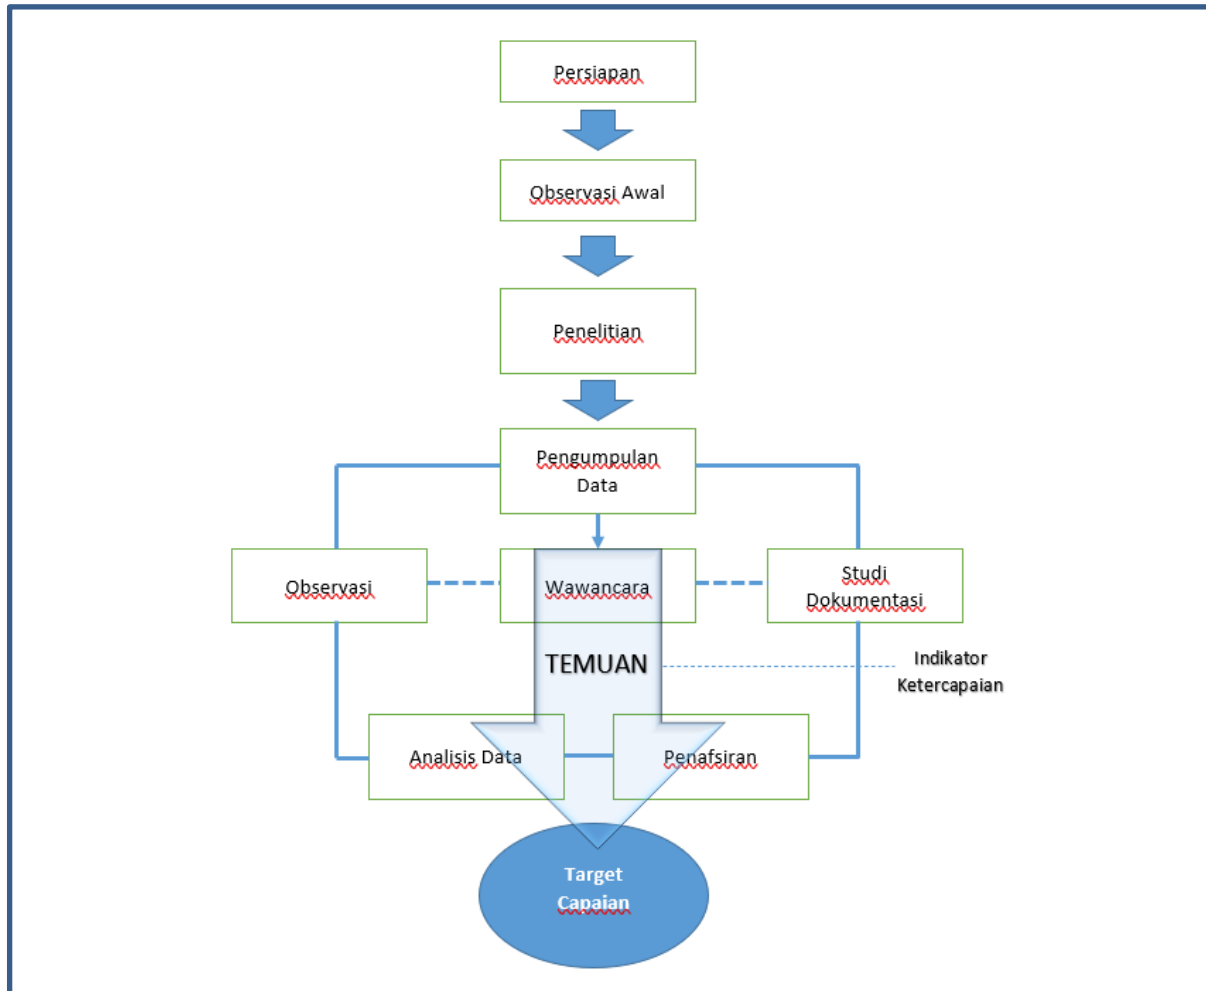 Persiapan
Observasi Awal
Penelitian
Pengumpulan
Data
Observasi
Wawancara
Studi
Dokumentasi
TEMUAN
Indikator
Ketercapaian
Analisis Data
Penafsiran
Target
Capaian